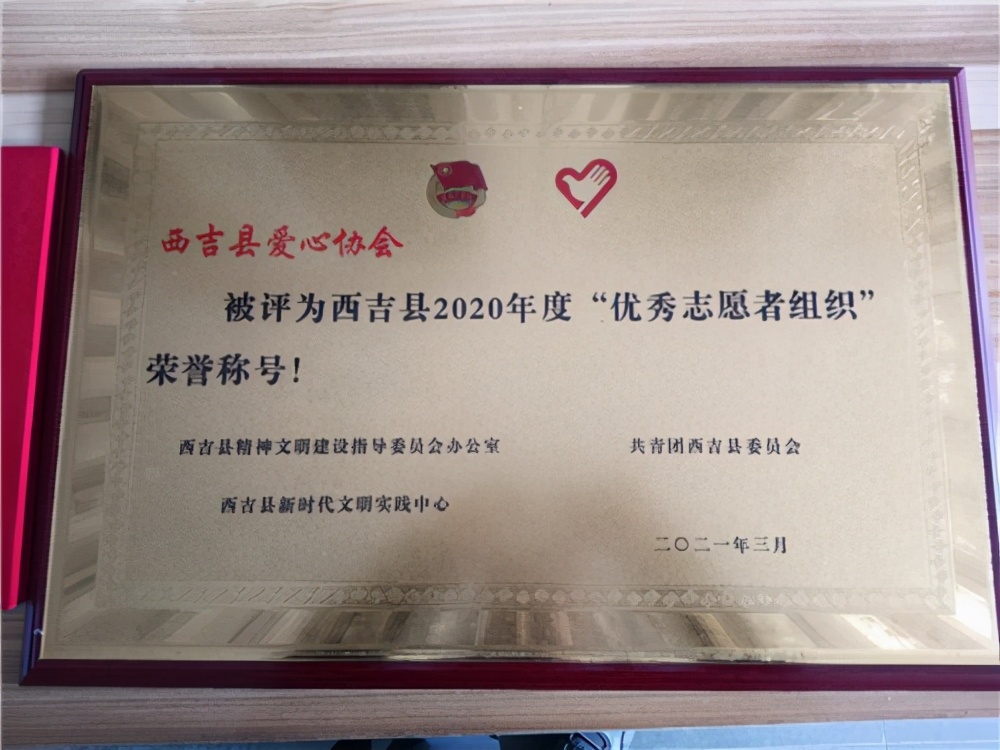 西吉县爱心协会
被评为西吉县2020年度“优秀志愿者组织”
荣誉称号！
西吉县精神文明建设指导委员会办公室 共青团西吉县委员会
西吉县新时代文明实践中心
二〇二一年三月